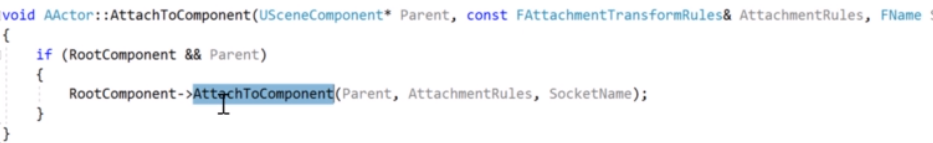 void AActor::AttachToComponent(USceneComponent* Parent, const FAttachmentTransformRules& AttachmentRules, FName
{
if (RootComponent && Parent)
{
RootComponent->AttachToComponent(Parent, AttachmentRules, SocketName);
}
}